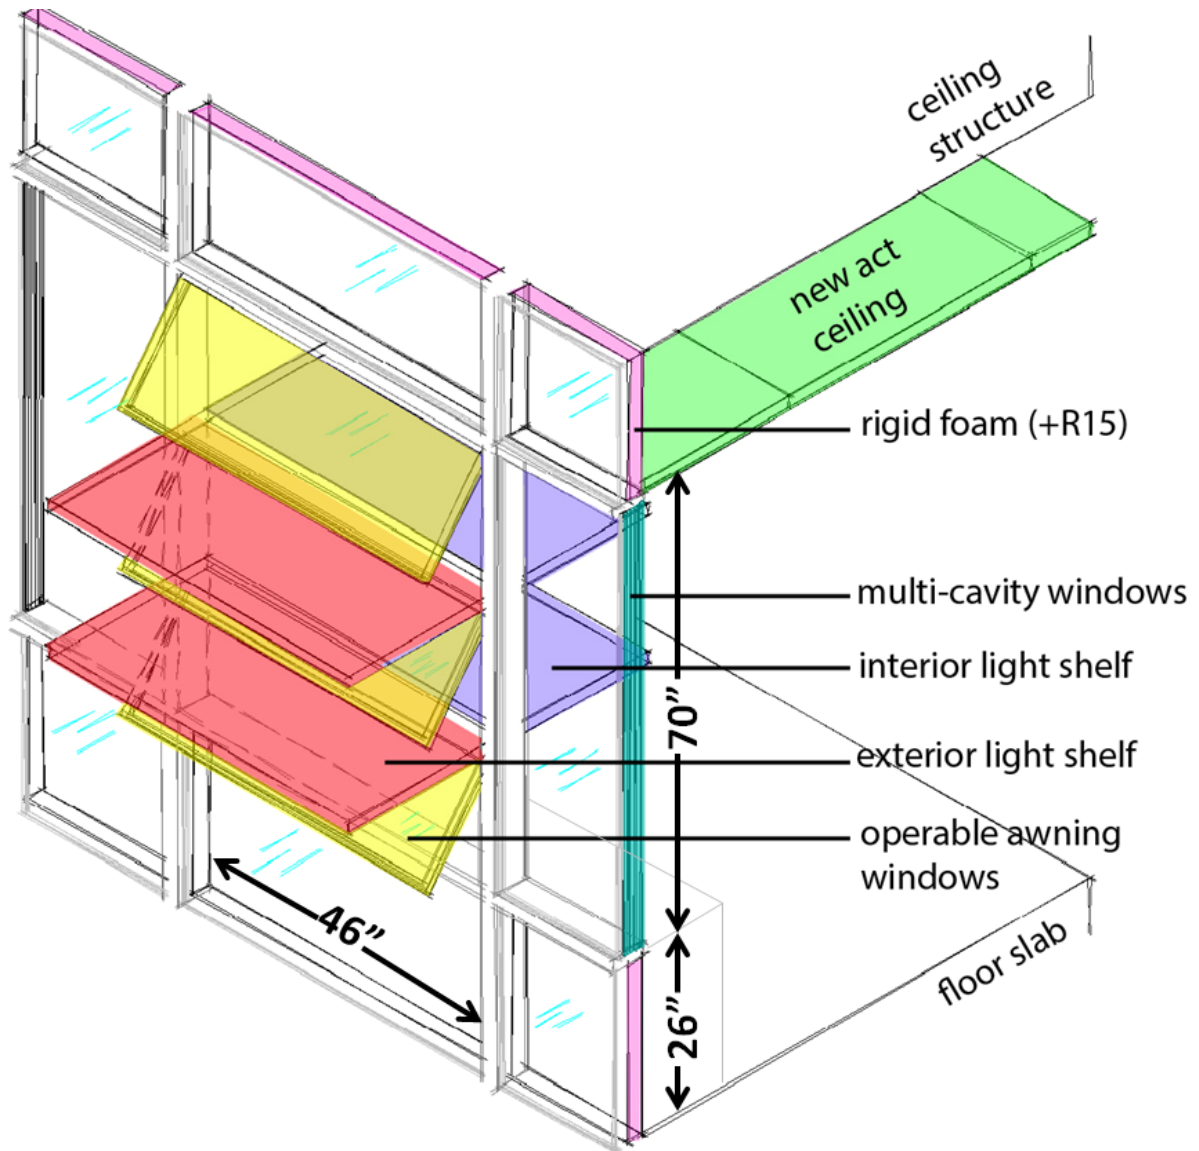 ceiling
structure
new act
ceiling
rigid foam (+R15)
multi-cavity windows
interior light shelf
70”
exterior light shelf
operable awning
windows
46”
floor slab
26”